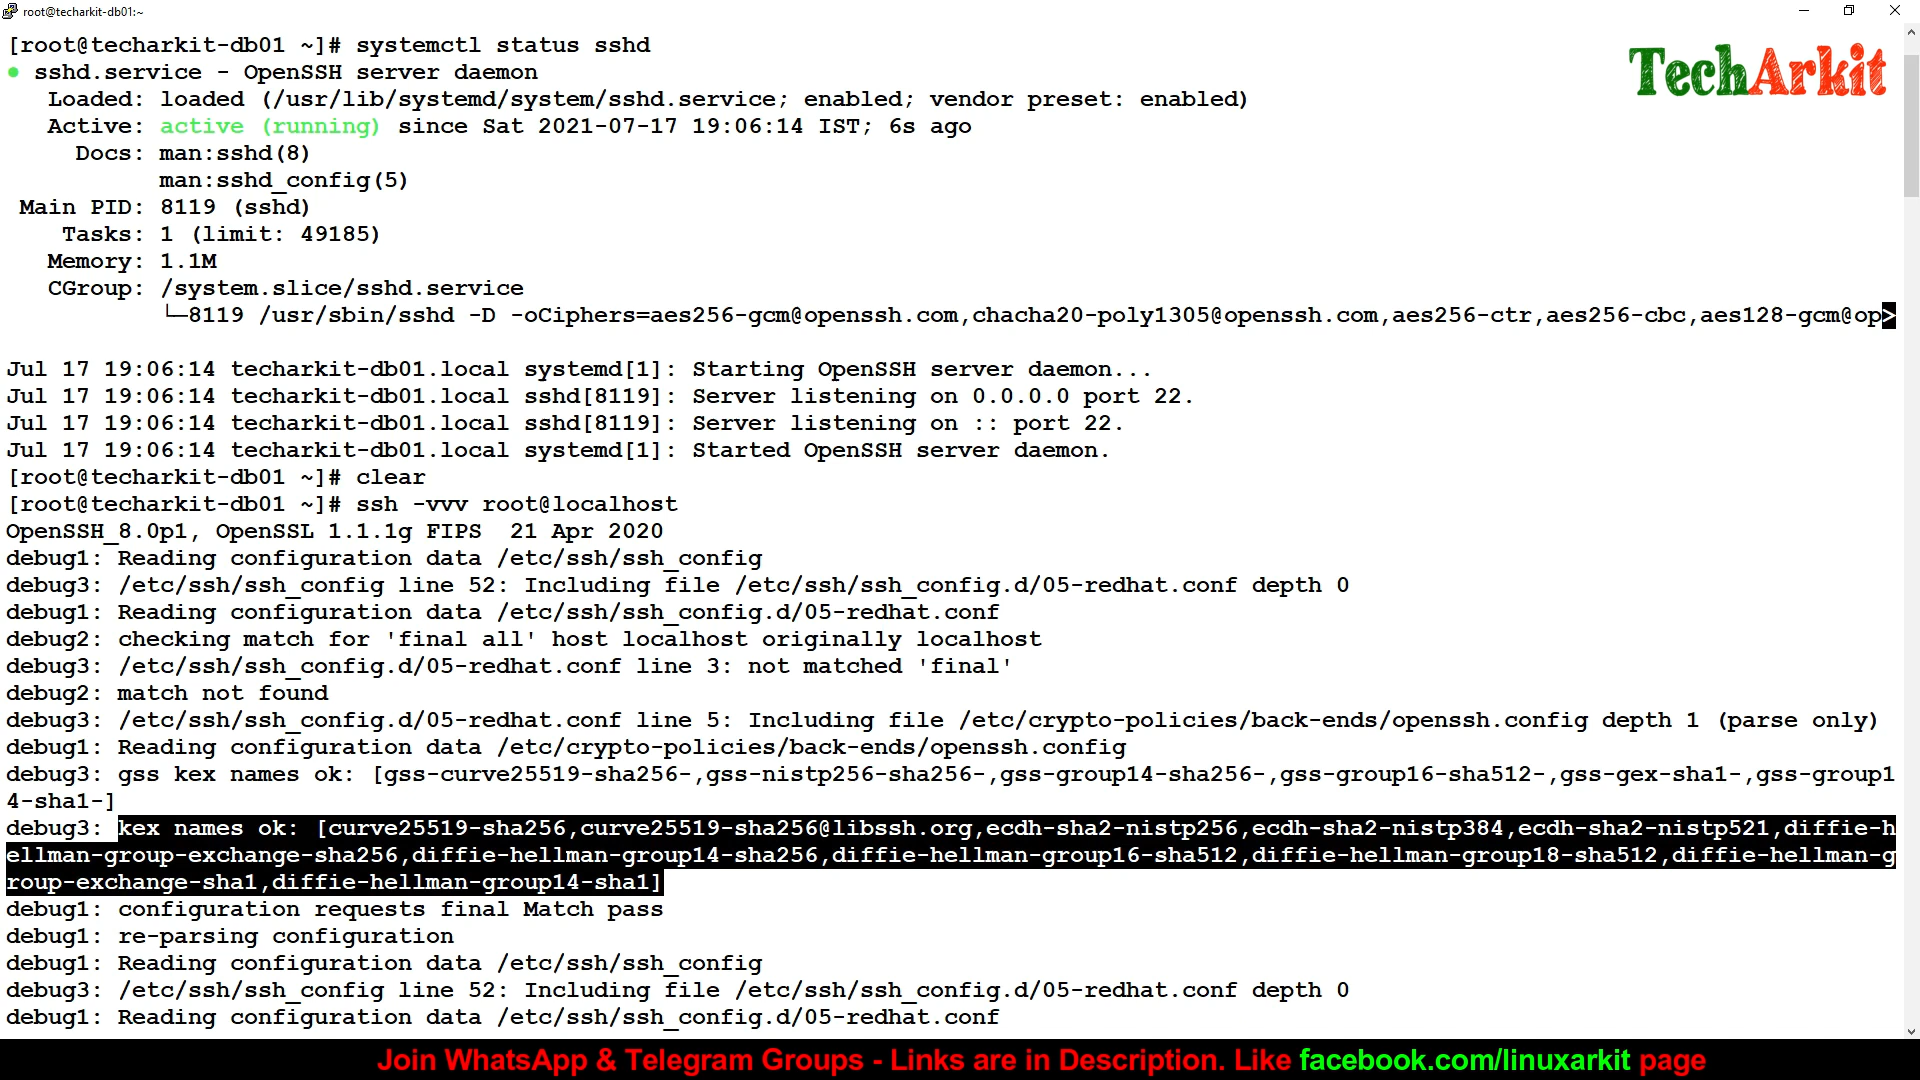 root@techarkit-db01:~
TechArkit
[root@techarkit-db01 ~]# systemctl status sshd
● sshd.service - OpenSSH server daemon
   Loaded: loaded (/usr/lib/systemd/system/sshd.service; enabled; vendor preset: enabled)
   Active: active (running) since Sat 2021-07-17 19:06:14 IST; 6s ago
     Docs: man:sshd(8)
           man:sshd_config(5)
 Main PID: 8119 (sshd)
    Tasks: 1 (limit: 49185)
   Memory: 1.1M
   CGroup: /system.slice/sshd.service
           └─8119 /usr/sbin/sshd -D -oCiphers=aes256-gcm@openssh.com,chacha20-poly1305@openssh.com,aes256-ctr,aes256-cbc,aes128-gcm@op>
Jul 17 19:06:14 techarkit-db01.local systemd[1]: Starting OpenSSH server daemon...
Jul 17 19:06:14 techarkit-db01.local sshd[8119]: Server listening on 0.0.0.0 port 22.
Jul 17 19:06:14 techarkit-db01.local sshd[8119]: Server listening on :: port 22.
Jul 17 19:06:14 techarkit-db01.local systemd[1]: Started OpenSSH server daemon.
[root@techarkit-db01 ~]# clear
[root@techarkit-db01 ~]# ssh -vvv root@localhost
OpenSSH_8.0p1, OpenSSL 1.1.1g FIPS  21 Apr 2020
debug1: Reading configuration data /etc/ssh/ssh_config
debug3: /etc/ssh/ssh_config line 52: Including file /etc/ssh/ssh_config.d/05-redhat.conf depth 0
debug1: Reading configuration data /etc/ssh/ssh_config.d/05-redhat.conf
debug2: checking match for 'final all' host localhost originally localhost
debug3: /etc/ssh/ssh_config.d/05-redhat.conf line 3: not matched 'final'
debug2: match not found
debug3: /etc/ssh/ssh_config.d/05-redhat.conf line 5: Including file /etc/crypto-policies/back-ends/openssh.config depth 1 (parse only)
debug1: Reading configuration data /etc/crypto-policies/back-ends/openssh.config
debug3: gss kex names ok: [gss-curve25519-sha256-,gss-nistp256-sha256-,gss-group14-sha256-,gss-group16-sha512-,gss-gex-sha1-,gss-group1
4-sha1-]
debug3: kex names ok: [curve25519-sha256,curve25519-sha256@libssh.org,ecdh-sha2-nistp256,ecdh-sha2-nistp384,ecdh-sha2-nistp521,diffie-h
ellman-group-exchange-sha256,diffie-hellman-group14-sha256,diffie-hellman-group16-sha512,diffie-hellman-group18-sha512,diffie-hellman-g
roup-exchange-sha1,diffie-hellman-group14-sha1]
debug1: configuration requests final Match pass
debug1: re-parsing configuration
debug1: Reading configuration data /etc/ssh/ssh_config
debug3: /etc/ssh/ssh_config line 52: Including file /etc/ssh/ssh_config.d/05-redhat.conf depth 0
debug1: Reading configuration data /etc/ssh/ssh_config.d/05-redhat.conf
Join WhatsApp & Telegram Groups - Links are in Description. Like facebook.com/linuxarkit page